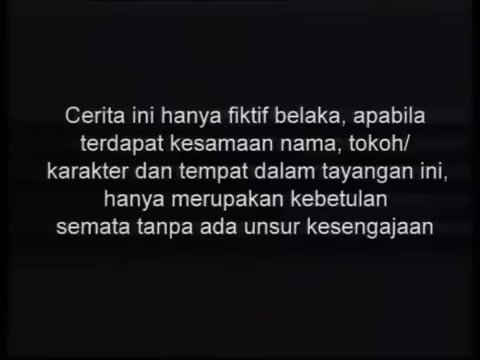 Cerita ini hanya fiktif belaka, apabila
terdapat kesamaan nama, tokoh/
karakter dan tempat dalam tayangan ini,
hanya merupakan kebetulan
semata tanpa ada unsur kesengajaan